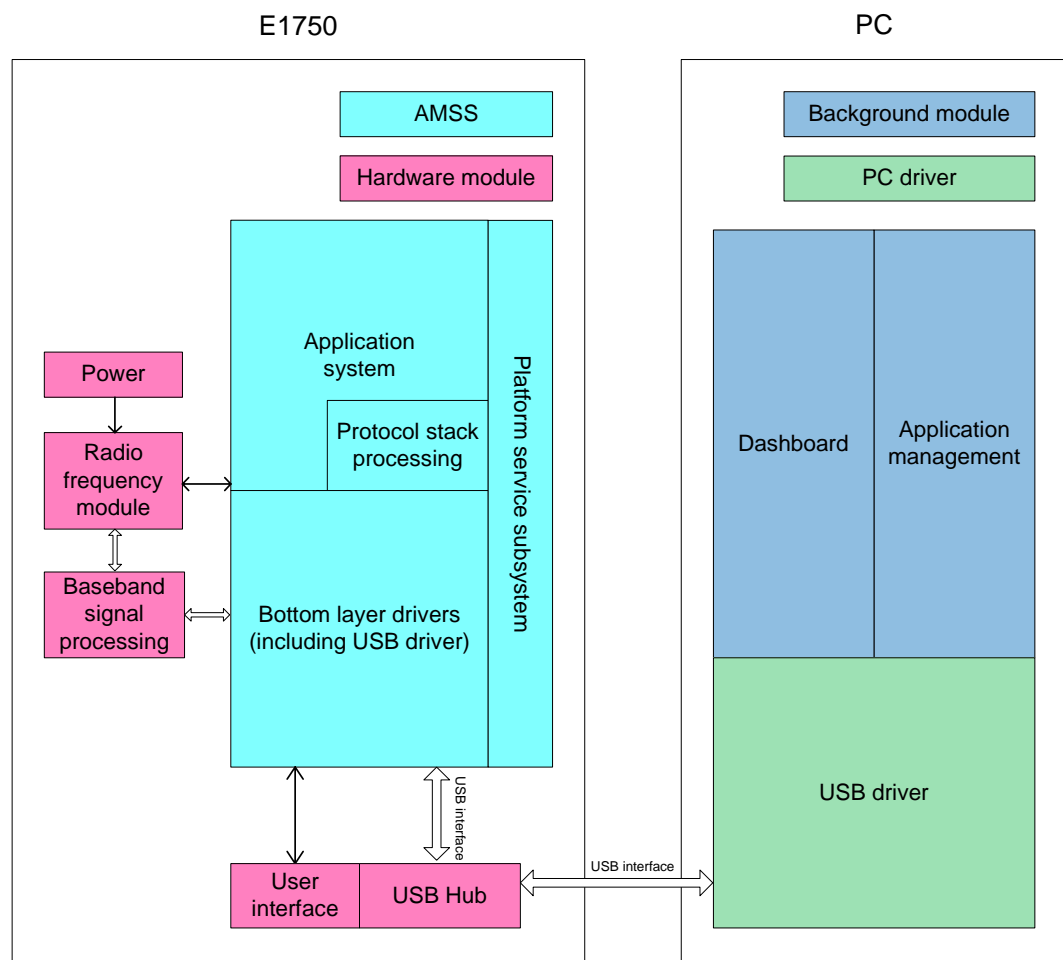 E1750
PC
AMSS
Hardware module
Background module
PC driver
Application
system
Protocol stack
processing
Platform service subsystem
Power
Radio
frequency
module
Baseband
signal
processing
Bottom layer drivers
(including USB driver)
Dashboard
Application
management
USB driver
USB interface
User
interface
USB Hub
USB interface